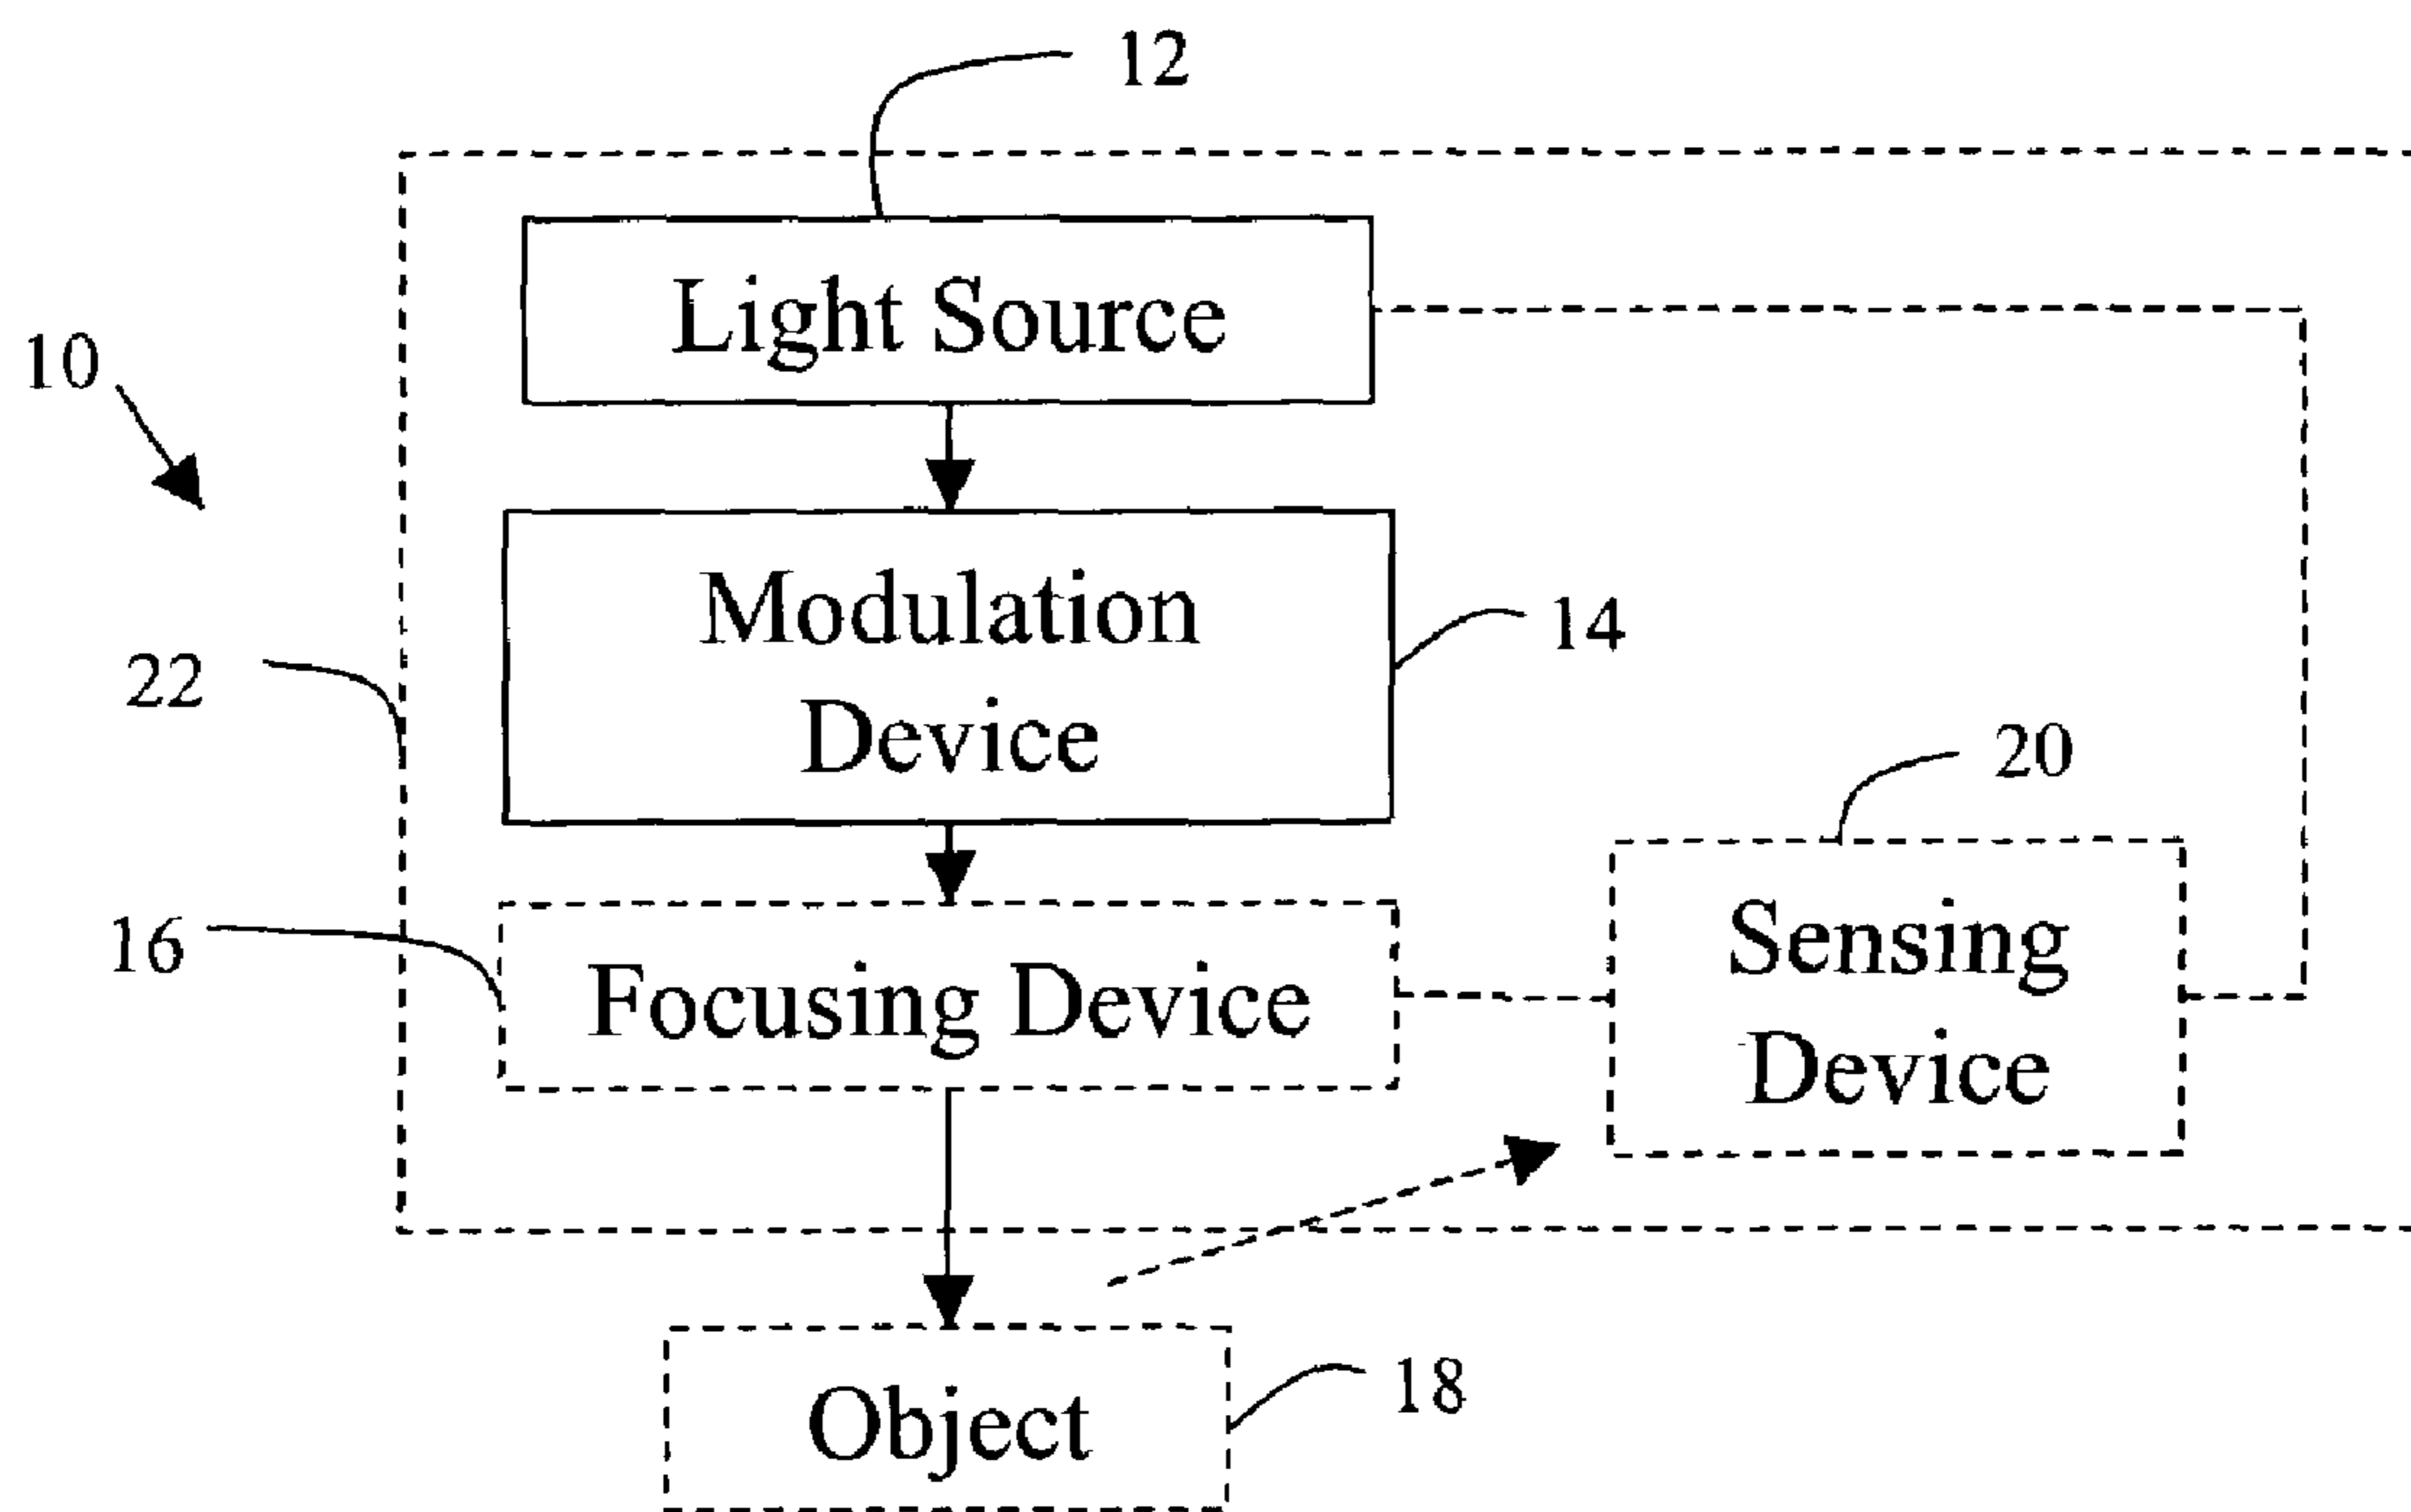 12
Light Source
10
Modulation
14
Device
22
20
Sensing
16
Focusing Device
Device
18
Object